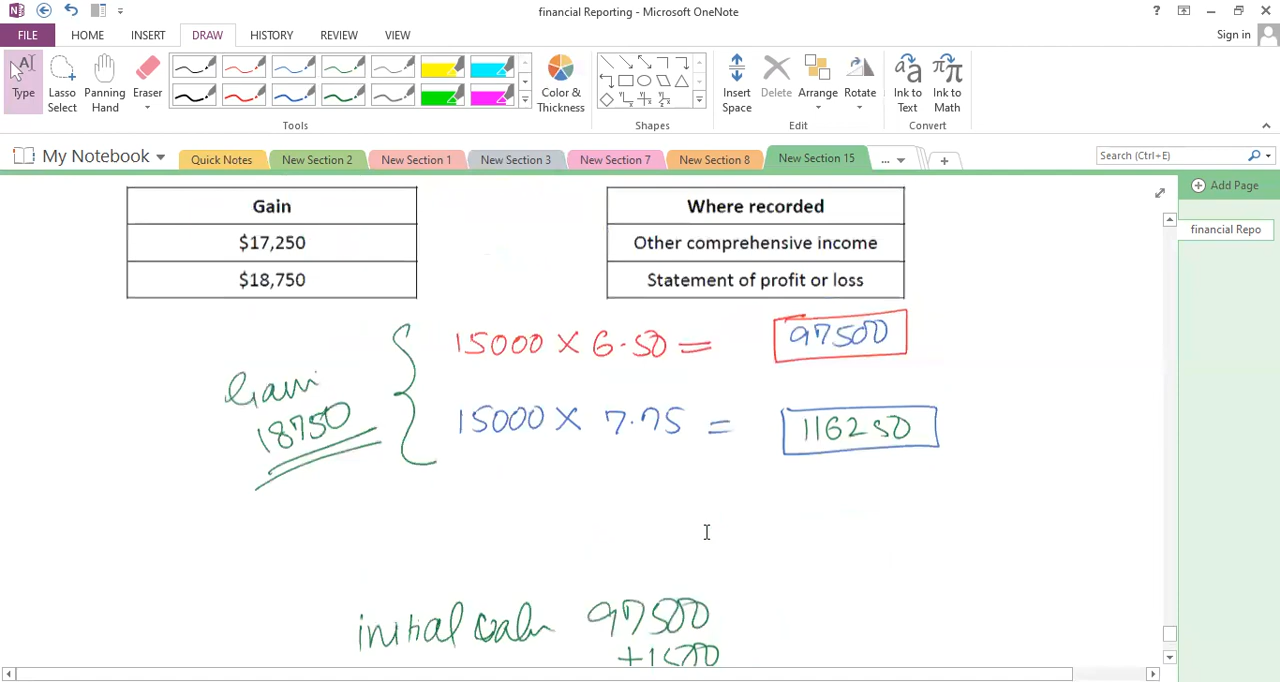 financial Reporting - Microsoft OneNote
? 
FILE HOME INSERT DRAW HISTORY REVIEW VIEW Sign in
Type Lasso Select Panning Hand Eraser Color & Thickness Insert Space Delete Arrange Rotate Ink to Text Ink to Math
Tools Shapes Edit Convert
My Notebook Quick Notes New Section 2 New Section 1 New Section 3 New Section 7 New Section 8 New Section 15 ... Search (Ctrl+E)
Add Page
financial Repo
Gain Where recorded
$17,250 Other comprehensive income
$18,750 Statement of profit or loss
15000 × 6.50 = 97500
Gain
18750
15000 × 7.75 = 116250
initial 97500